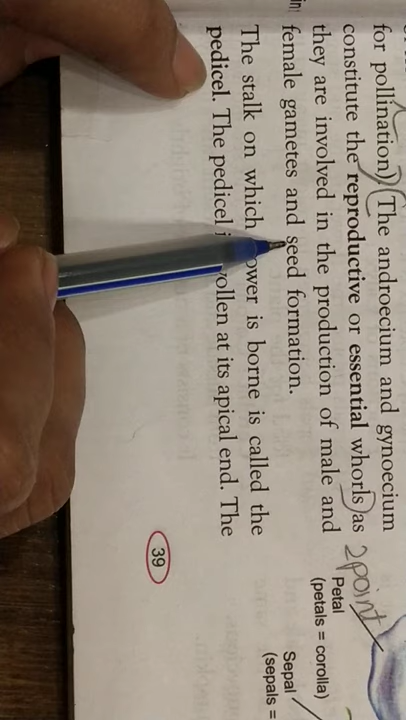 for pollination) The androecium and gynoecium
constitute the reproductive or essential whorls as
they are involved in the production of male and
female gametes and seed formation.
The stalk on which ower is borne is called the
pedicel. The pedicel i ollen at its apical end. The
39
2 point
Petal
(petals = corolla)
Sepal
(sepals =
in